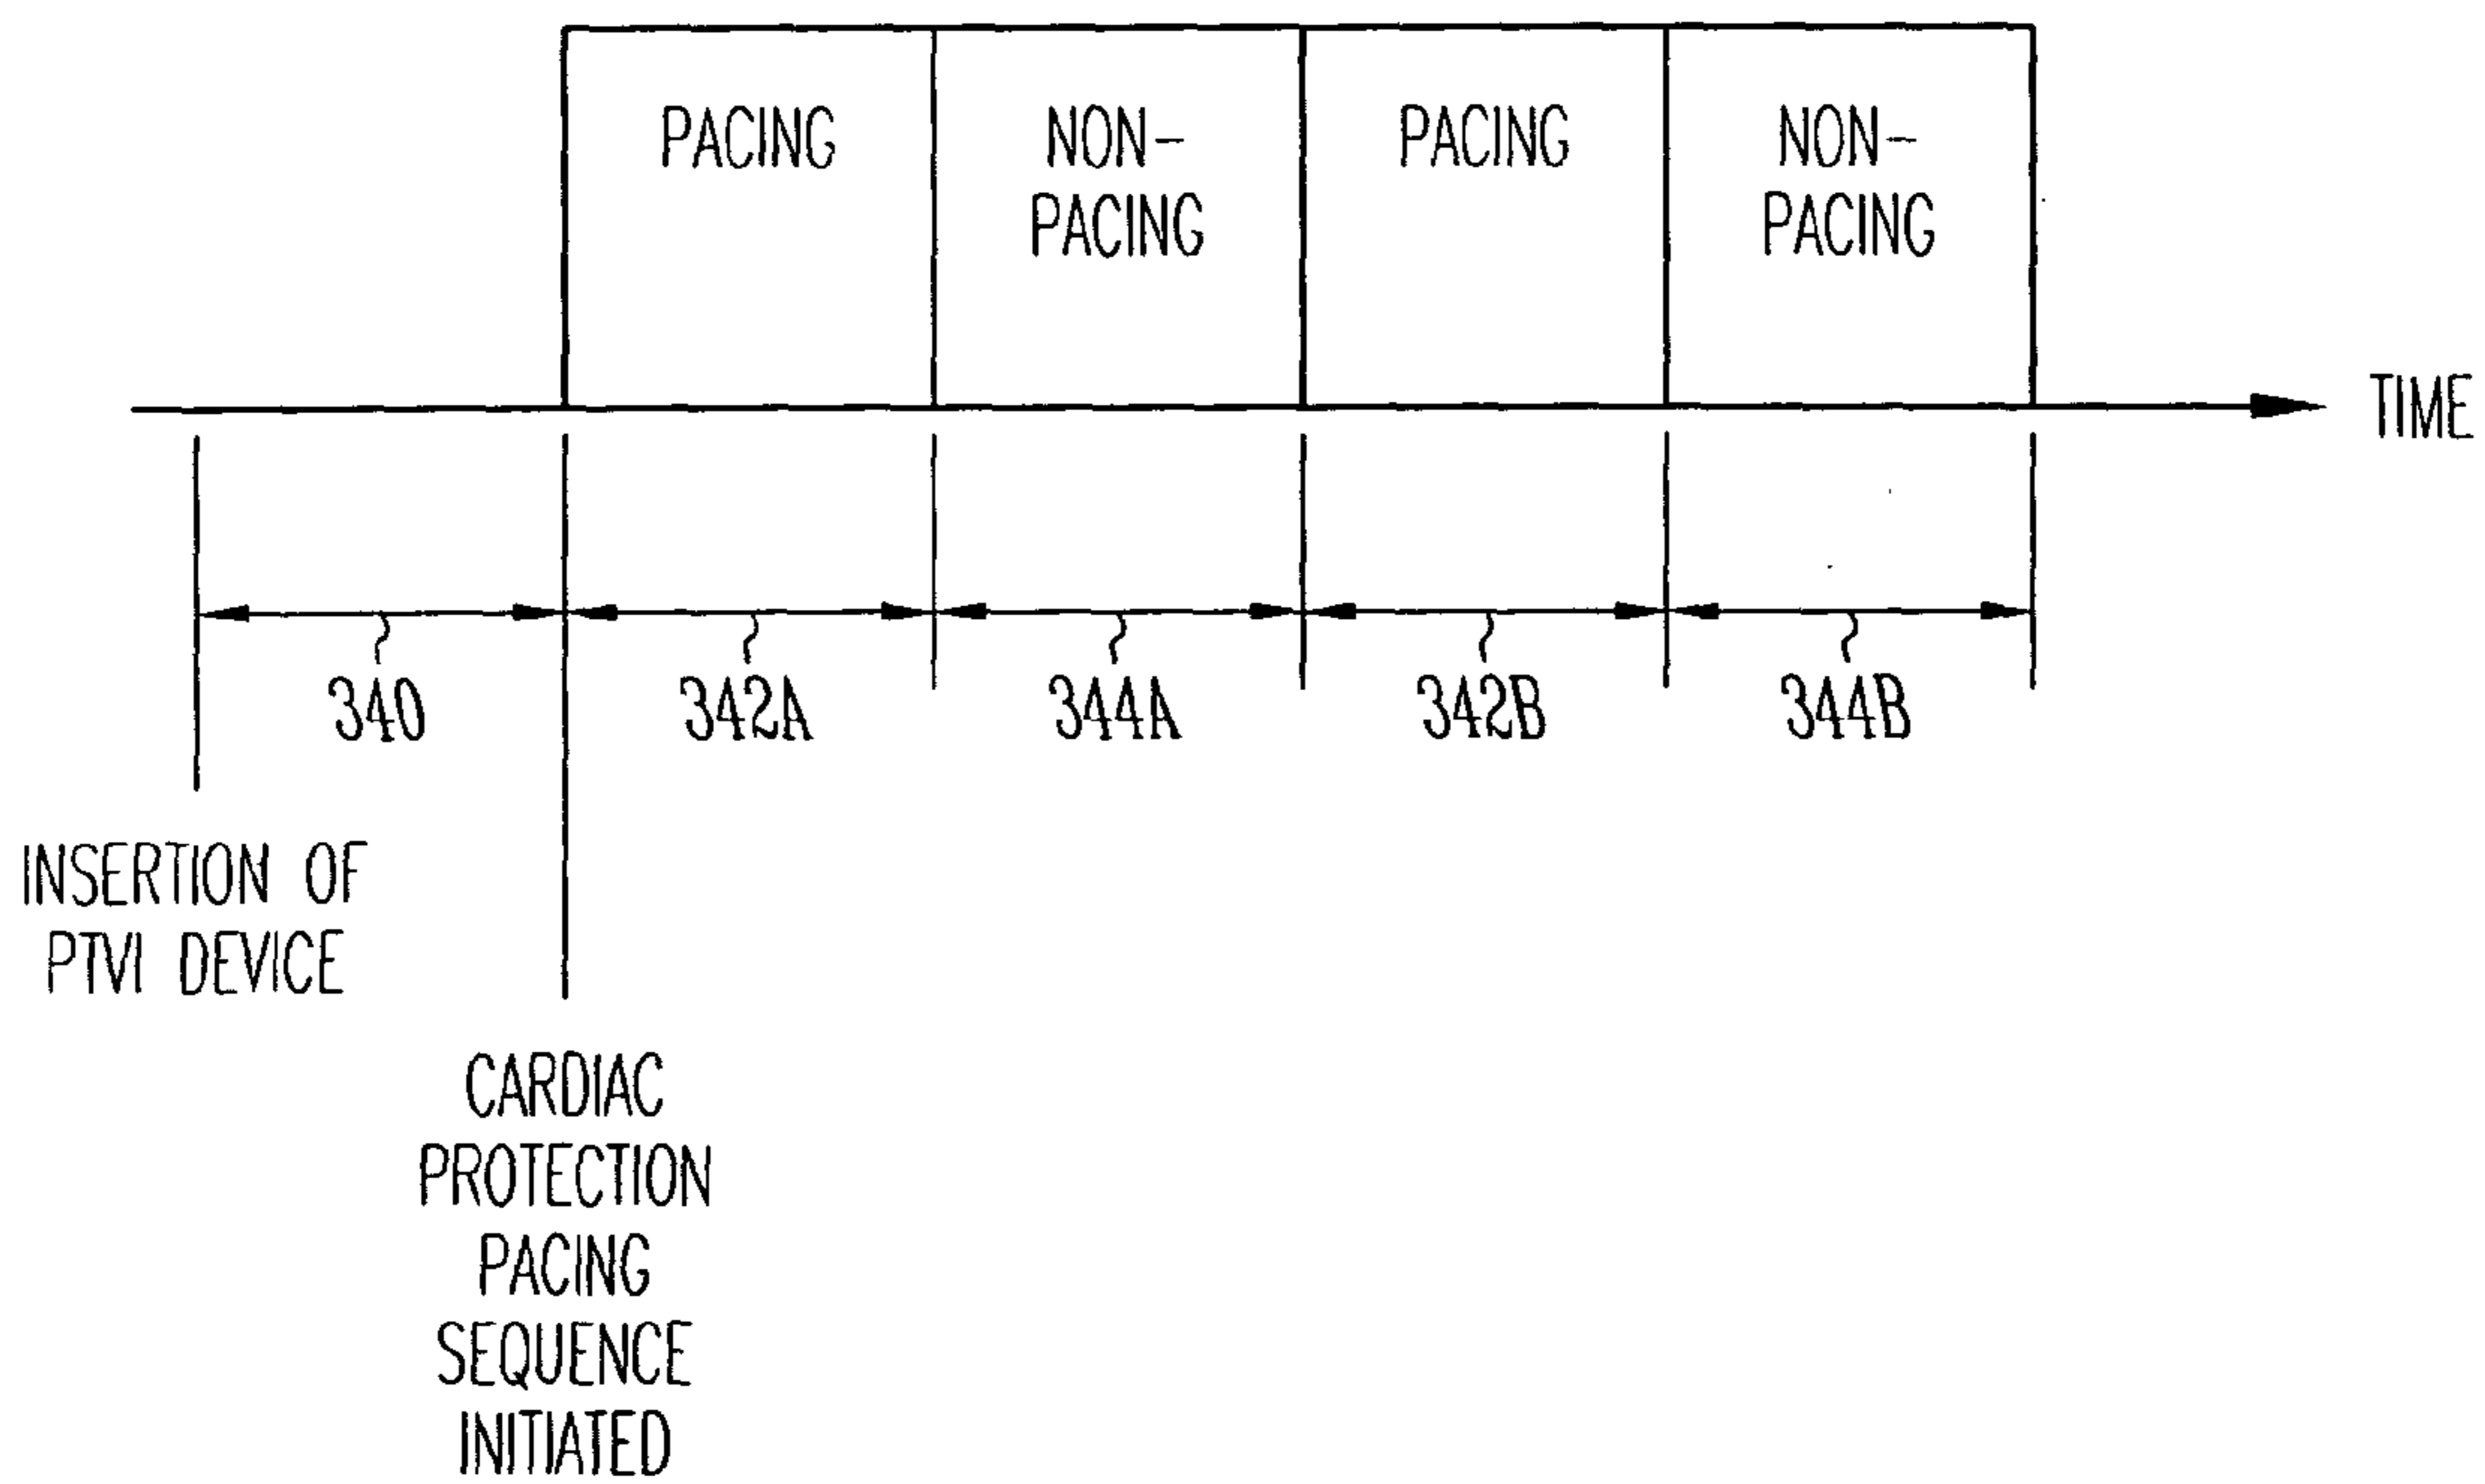 PACING
NON-
PACING
PACING
NON-
PACING
TIME
340
342A
344A
342B
344B
INSERTION OF
PTVI DEVICE
CARDIAC
PROTECTION
PACING
SEQUENCE
INITIATED